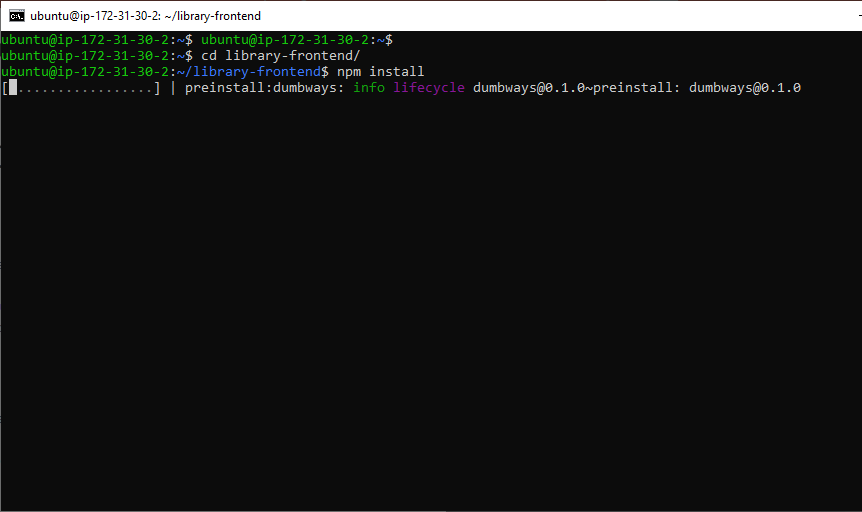 ubuntu@ip-172-31-30-2: ~/library-frontend
ubuntu@ip-172-31-30-2:~$ ubuntu@ip-172-31-30-2:~$
ubuntu@ip-172-31-30-2:~$ cd library-frontend/
ubuntu@ip-172-31-30-2:~/library-frontend$ npm install
[ .................] | preinstall:dumbways: info lifecycle dumbways@0.1.0~preinstall: dumbways@0.1.0